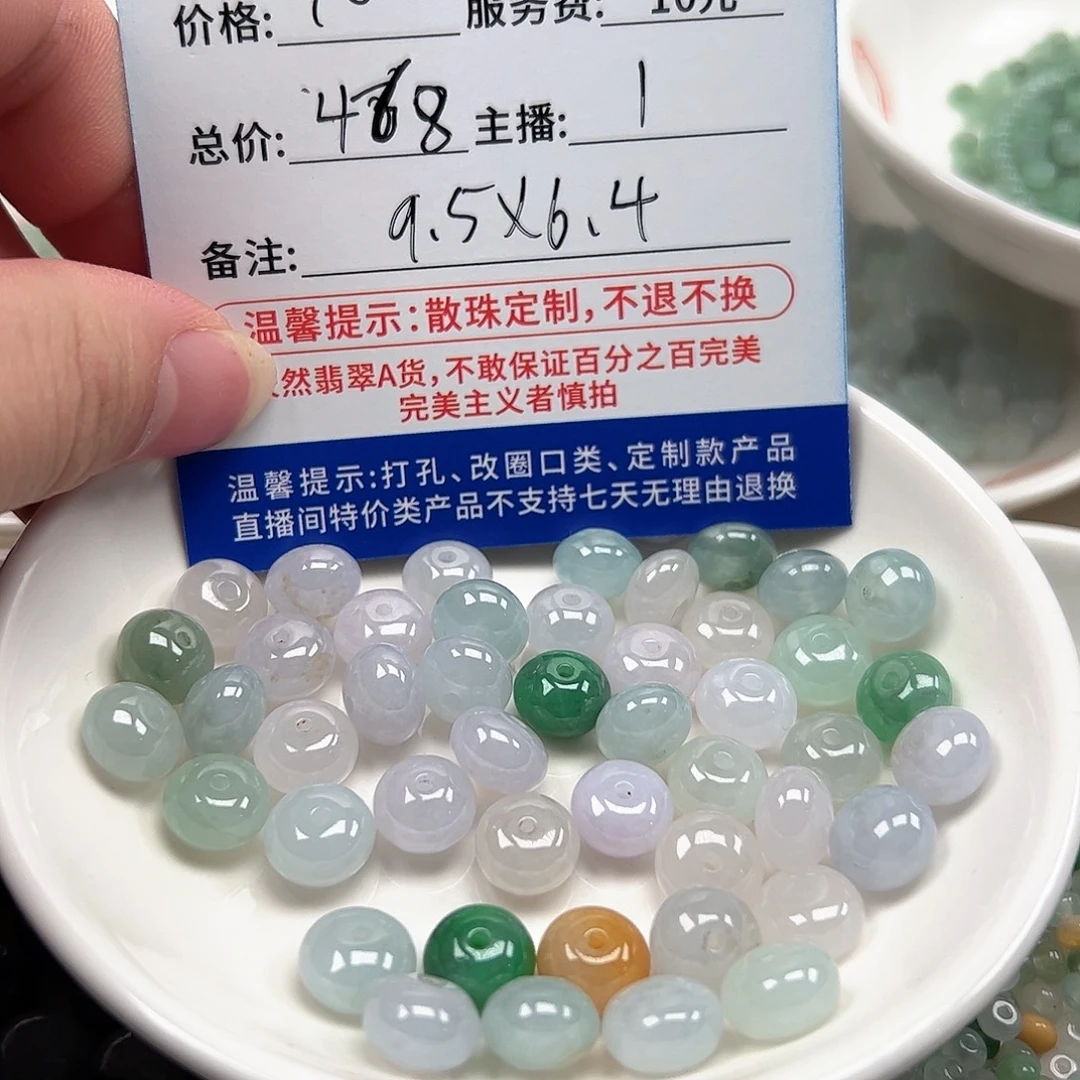 价格: 服务费: 10元
总价: 468 主播: 1
备注: 9.5X6.4
温馨提示:散珠定制,不退不换
然翡翠A货,不敢保证百分之百完美
完美主义者慎拍
温馨提示:打孔、改圈口类、定制款产品
直播间特价类产品不支持七天无理由退换